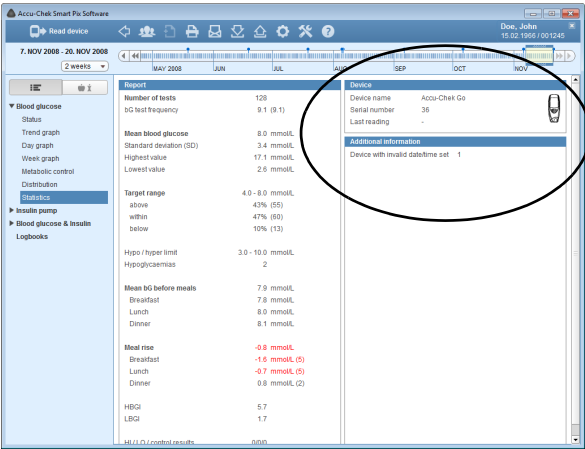 Accu-Chek Smart Pix Software
Read device
Doe, John
15.02.1966 / 001245
7. NOV 2008 - 20. NOV 2008
2 weeks
MAY 2008 JUN JUL AUG SEP OCT NOV
Blood glucose
Status
Trend graph
Day graph
Week graph
Metabolic control
Distribution
Statistics
Insulin pump
Blood glucose & Insulin
Logbooks
Report
Number of tests 128
bG test frequency 9.1 (9.1)
Mean blood glucose 8.0 mmol/L
Standard deviation (SD) 3.4 mmol/L
Highest value 17.1 mmol/L
Lowest value 2.6 mmol/L
Target range 4.0 - 8.0 mmol/L
above 43% (55)
within 47% (60)
below 10% (13)
Hypo / hyper limit 3.0 - 10.0 mmol/L
Hypoglycaemias 2
Mean bG before meals 7.9 mmol/L
Breakfast 7.8 mmol/L
Lunch 8.0 mmol/L
Dinner 8.1 mmol/L
Meal rise -0.8 mmol/L
Breakfast -1.6 mmol/L (5)
Lunch -0.7 mmol/L (5)
Dinner 0.8 mmol/L (2)
HBGI 5.7
LBGI 1.7
HI / LO / control results 0/0/0
Device
Device name Accu-Chek Go
Serial number 36
Last reading -
Additional information
Device with invalid date/time set 1